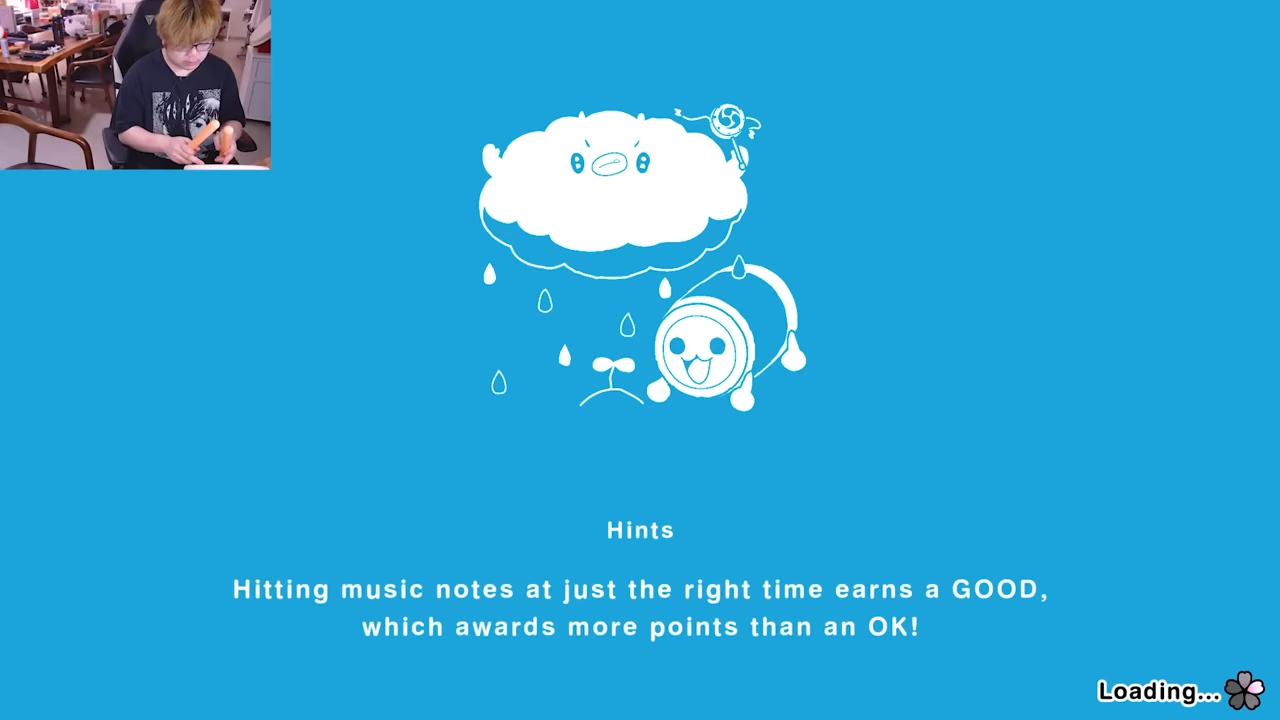 Hints
Hitting music notes at just the right time earns a GOOD,
which awards more points than an OK!
Loading...